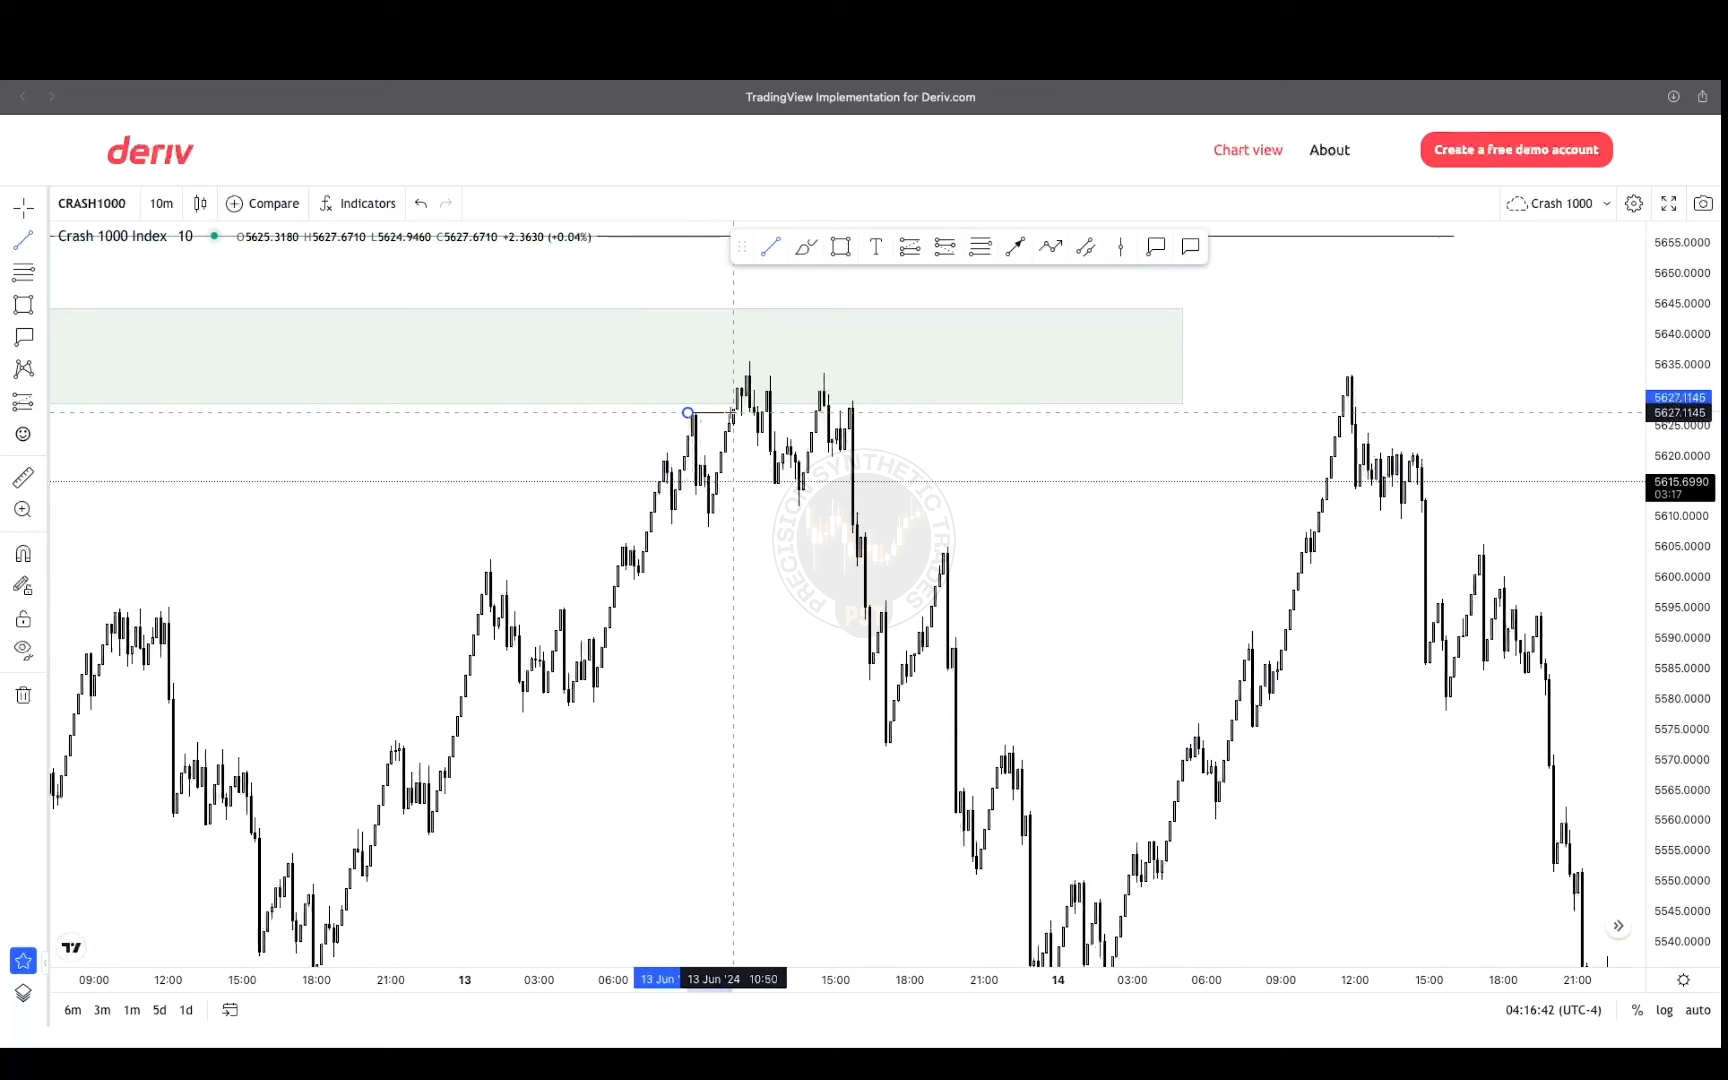 TradingView Implementation for Deriv.com
deriv
Chart view
About
Create a free demo account
CRASH1000
10m
Compare
Indicators
Crash 1000
Crash 1000 Index 10
O5625.3180 H5627.6710 L5624.9460 C5627.6710 +2.3630 (+0.04%)
5655.0000
5650.0000
5645.0000
5640.0000
5635.0000
5627.1145
5627.1145
5625.0000
5620.0000
5615.6990
03:17
5610.0000
5605.0000
5600.0000
5595.0000
5590.0000
5585.0000
5580.0000
5575.0000
5570.0000
5565.0000
5560.0000
5555.0000
5550.0000
5545.0000
5540.0000
PRECISION SYNTHETIC TRADES
09:00 12:00 15:00 18:00 21:00 13 03:00 06:00 13 Jun 13 Jun '24 10:50 15:00 18:00 21:00 14 03:00 06:00 09:00 12:00 15:00 18:00 21:00
6m 3m 1m 5d 1d
04:16:42 (UTC-4) % log auto